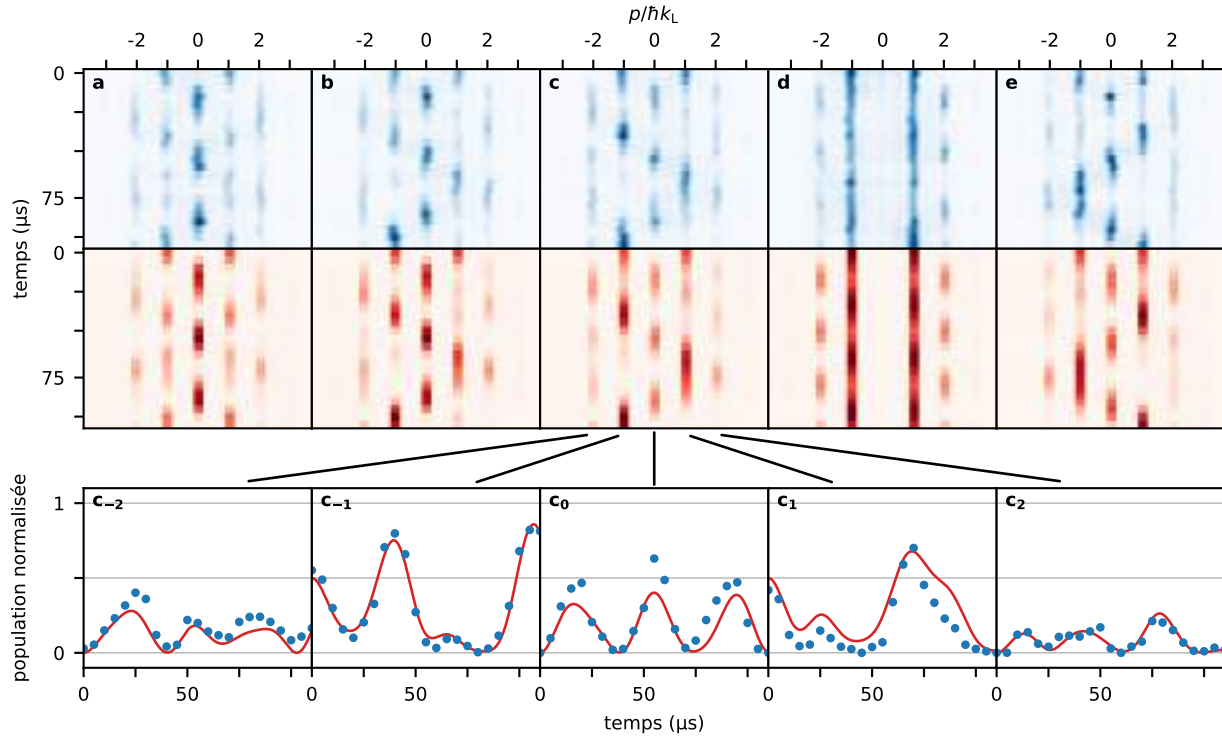 p/ħk_L
-2 0 2 -2 0 2 -2 0 2 -2 0 2 -2 0 2
a b c d e
0
75
temps (µs)
0
75
c₋₂ c₋₁ c₀ c₁ c₂
population normalisée
1
0
0 50 0 50 0 50 0 50 0 50
temps (µs)